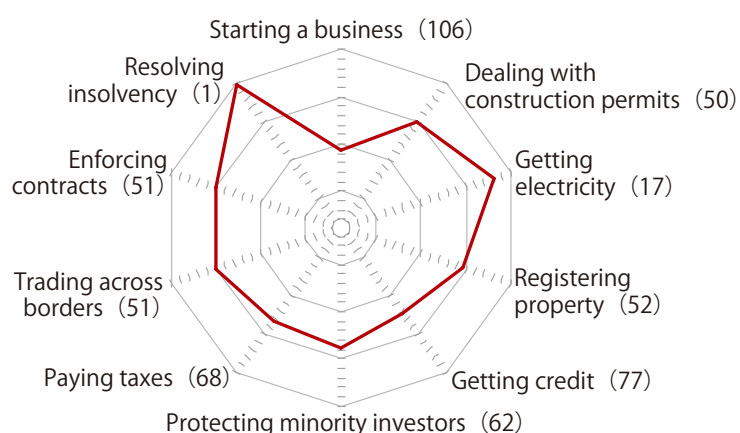 Starting a business（106）
Dealing with
construction permits（50）
Getting
electricity（17）
Registering
property（52）
Getting credit（77）
Protecting minority investors（62）
Paying taxes（68）
Trading across
borders（51）
Enforcing
contracts（51）
Resolving
insolvency（1）